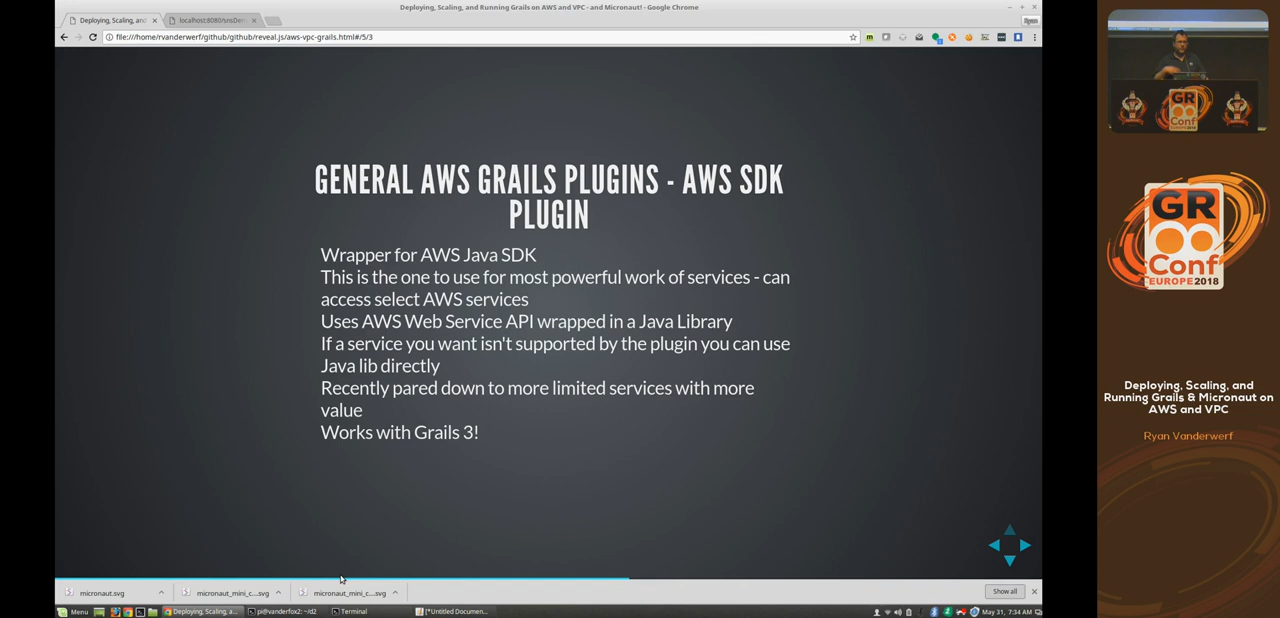 Deploying, Scaling, and Running Grails on AWS and VPC - and Micronaut! - Google Chrome
Deploying, Scaling, and
localhost:8080/snsDem
Ryan
file:///home/rvanderwerf/github/github/reveal.js/aws-vpc-grails.html#/5/3
GENERAL AWS GRAILS PLUGINS - AWS SDK
PLUGIN
Wrapper for AWS Java SDK
This is the one to use for most powerful work of services - can
access select AWS services
Uses AWS Web Service API wrapped in a Java Library
If a service you want isn't supported by the plugin you can use
Java lib directly
Recently pared down to more limited services with more
value
Works with Grails 3!
micronaut.svg
micronaut_mini_c....svg
micronaut_mini_c....svg
Show all
Menu
Deploying, Scaling, a...
pi@vanderfox2: ~/d2
Terminal
(*Untitled Documen...
May 31, 7:34 AM
GR
Conf
GR
Conf
EUROPE 2018
Deploying, Scaling, and
Running Grails & Micronaut on
AWS and VPC
Ryan Vanderwerf